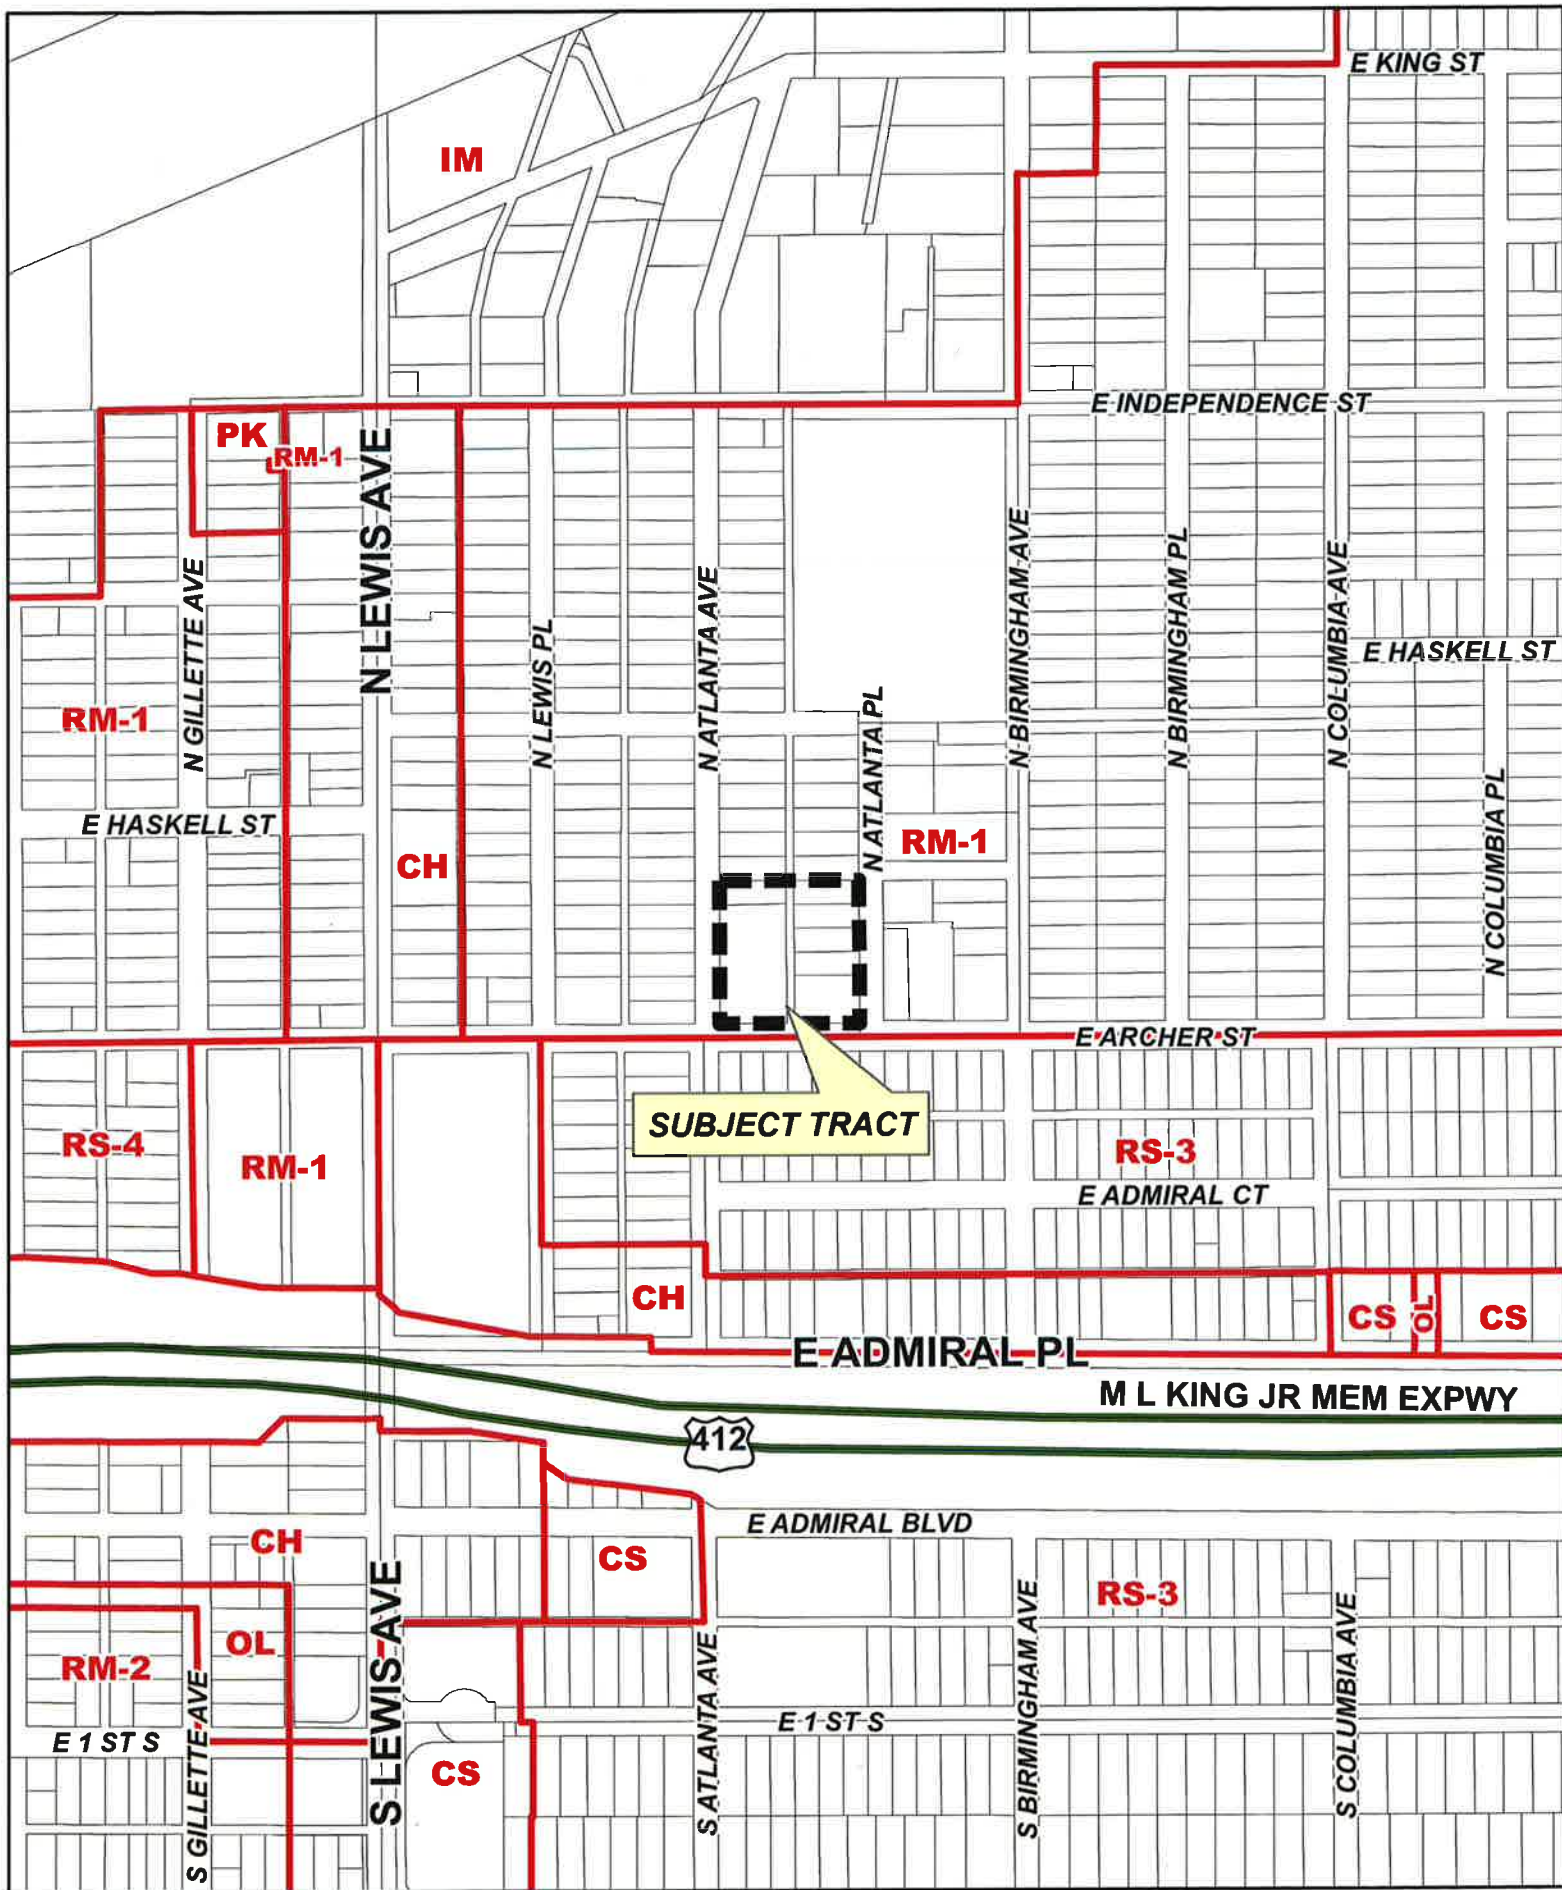 E KING ST
IM
E INDEPENDENCE ST
PK
RM-1
N LEWIS AVE
N GILLETTE AVE
N LEWIS PL
N ATLANTA AVE
N ATLANTA PL
N BIRMINGHAM AVE
N BIRMINGHAM PL
N COLUMBIA AVE
E HASKELL ST
RM-1
N COLUMBIA PL
E HASKELL ST
CH
RM-1
E ARCHER ST
SUBJECT TRACT
RS-4
RM-1
RS-3
E ADMIRAL CT
CH
CS
OL
CS
E ADMIRAL PL
M L KING JR MEM EXPWY
412
E ADMIRAL BLVD
CH
CS
RS-3
S LEWIS AVE
OL
RM-2
S GILLETTE AVE
S ATLANTA AVE
S BIRMINGHAM AVE
S COLUMBIA AVE
E 1 ST S
E 1 ST S
CS